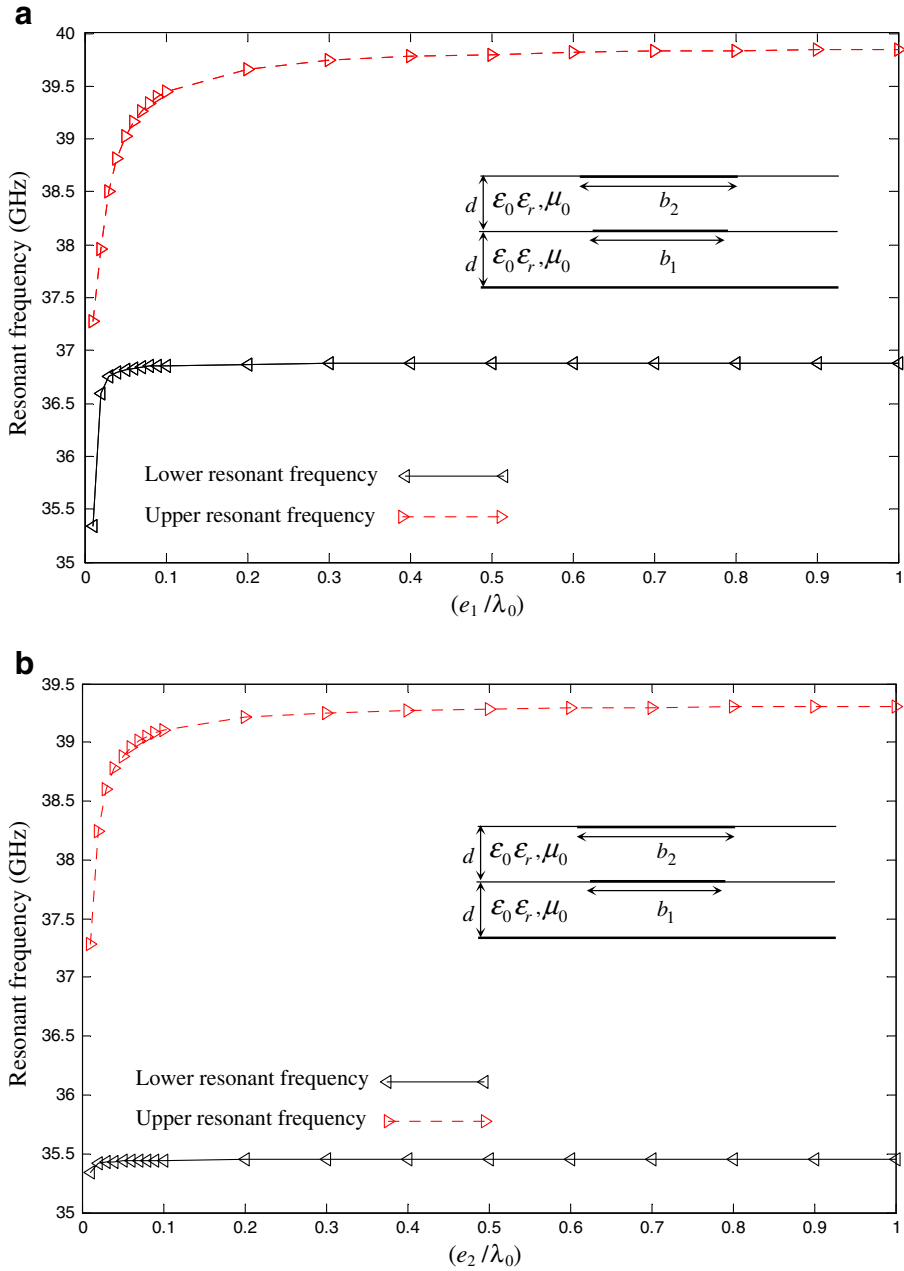 a
40
39.5
39
38.5
38
37.5
37
36.5
36
35.5
35
Resonant frequency (GHz)
d ε₀εᵣ,μ₀ b₂
d ε₀εᵣ,μ₀ b₁
Lower resonant frequency
Upper resonant frequency
0 0.1 0.2 0.3 0.4 0.5 0.6 0.7 0.8 0.9 1
(e₁/λ₀)
b
39.5
39
38.5
38
37.5
37
36.5
36
35.5
35
Resonant frequency (GHz)
d ε₀εᵣ,μ₀ b₂
d ε₀εᵣ,μ₀ b₁
Lower resonant frequency
Upper resonant frequency
0 0.1 0.2 0.3 0.4 0.5 0.6 0.7 0.8 0.9 1
(e₂/λ₀)